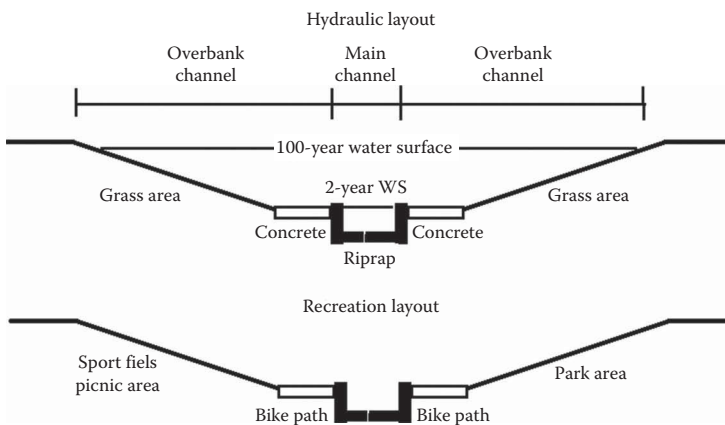 Hydraulic layout
Overbank channel
Main channel
Overbank channel
100-year water surface
Grass area
2-year WS
Grass area
Concrete
Concrete
Riprap
Recreation layout
Sport fiels
picnic area
Park area
Bike path
Bike path